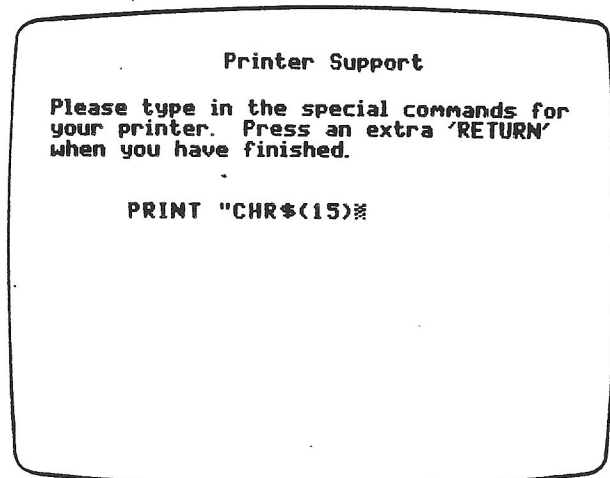 Printer Support
Please type in the special commands for
your printer. Press an extra 'RETURN'
when you have finished.
PRINT "CHR$(15)